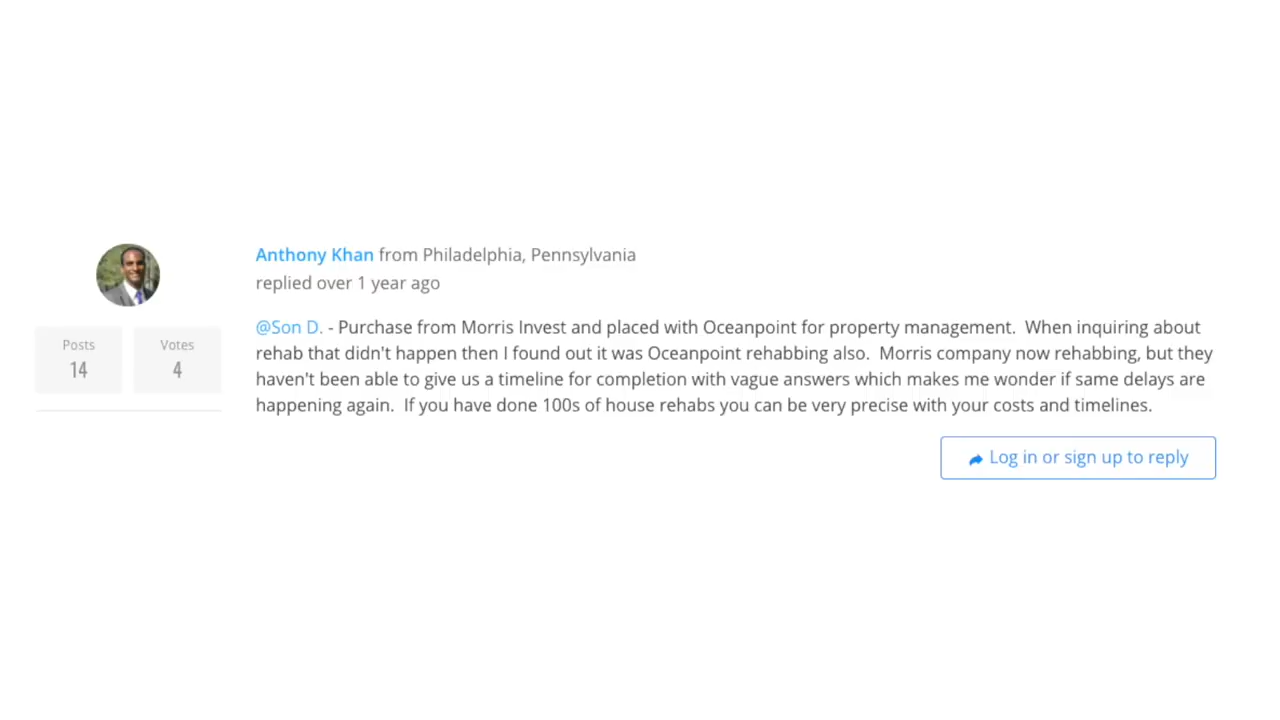 Anthony Khan from Philadelphia, Pennsylvania
replied over 1 year ago
Posts
14
Votes
4
@Son D. - Purchase from Morris Invest and placed with Oceanpoint for property management.  When inquiring about
rehab that didn't happen then I found out it was Oceanpoint rehabbing also.  Morris company now rehabbing, but they
haven't been able to give us a timeline for completion with vague answers which makes me wonder if same delays are
happening again.  If you have done 100s of house rehabs you can be very precise with your costs and timelines.
Log in or sign up to reply